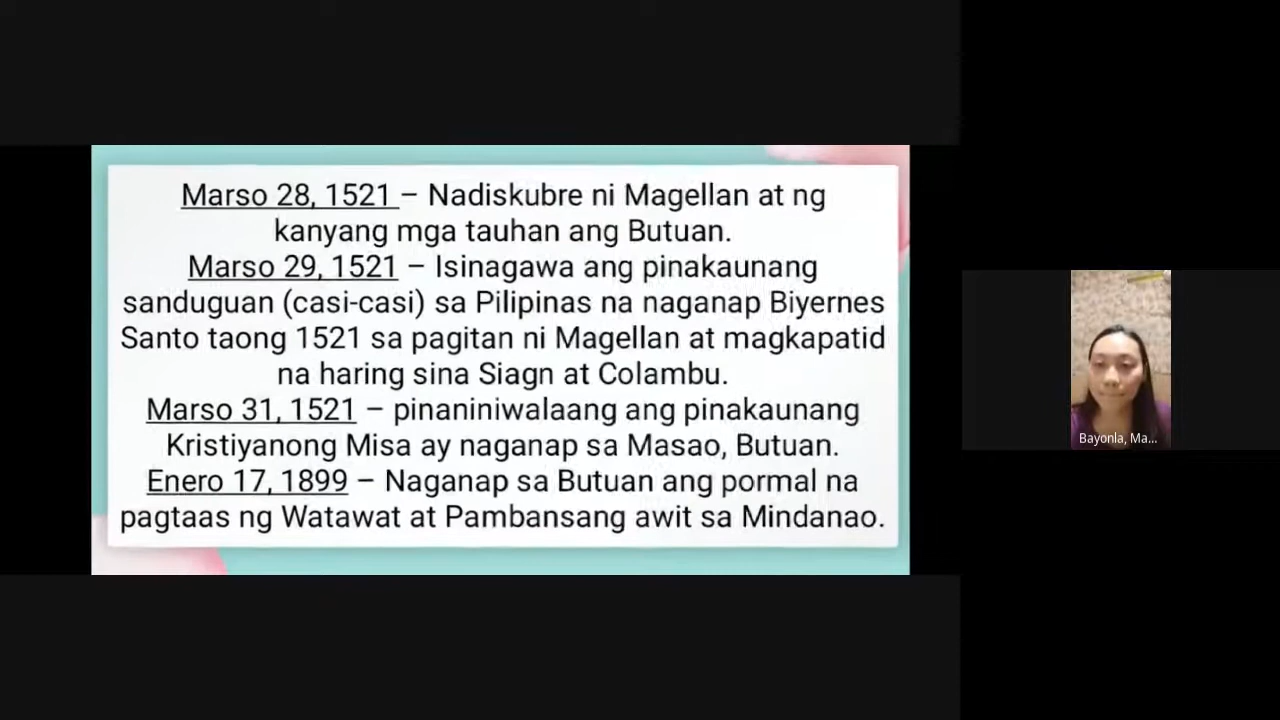 Marso 28, 1521 – Nadiskubre ni Magellan at ng
kanyang mga tauhan ang Butuan.
Marso 29, 1521 – Isinagawa ang pinakaunang
sanduguan (casi-casi) sa Pilipinas na naganap Biyernes
Santo taong 1521 sa pagitan ni Magellan at magkapatid
na haring sina Siagn at Colambu.
Marso 31, 1521 – pinaniniwalaang ang pinakaunang
Kristiyanong Misa ay naganap sa Masao, Butuan.
Enero 17, 1899 – Naganap sa Butuan ang pormal na
pagtaas ng Watawat at Pambansang awit sa Mindanao.
Bayonla, Ma...